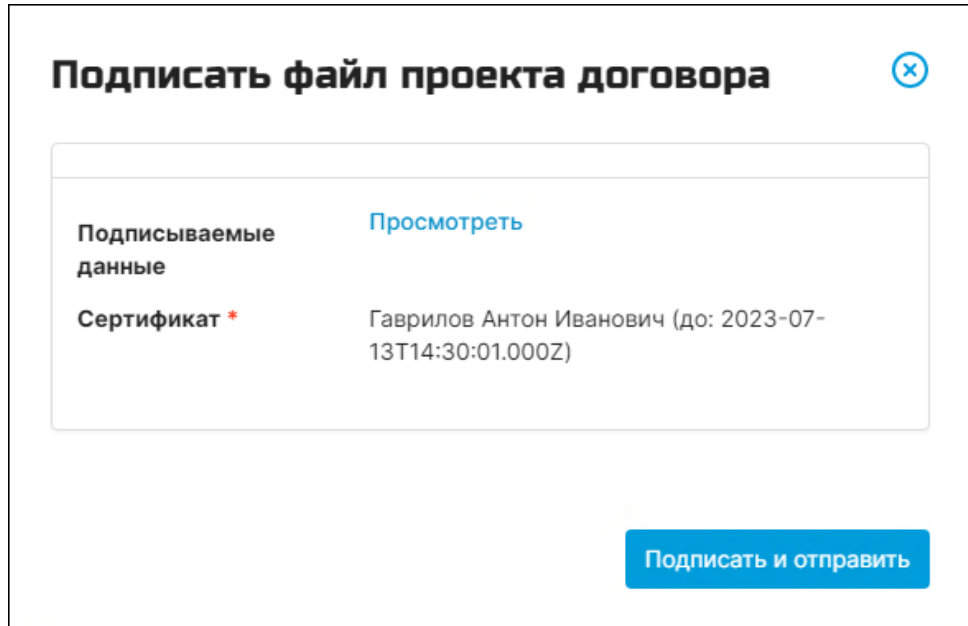 Подписать файл проекта договора
Подписываемые
данные
Просмотреть
Сертификат *
Гаврилов Антон Иванович (до: 2023-07-
13T14:30:01.000Z)
Подписать и отправить